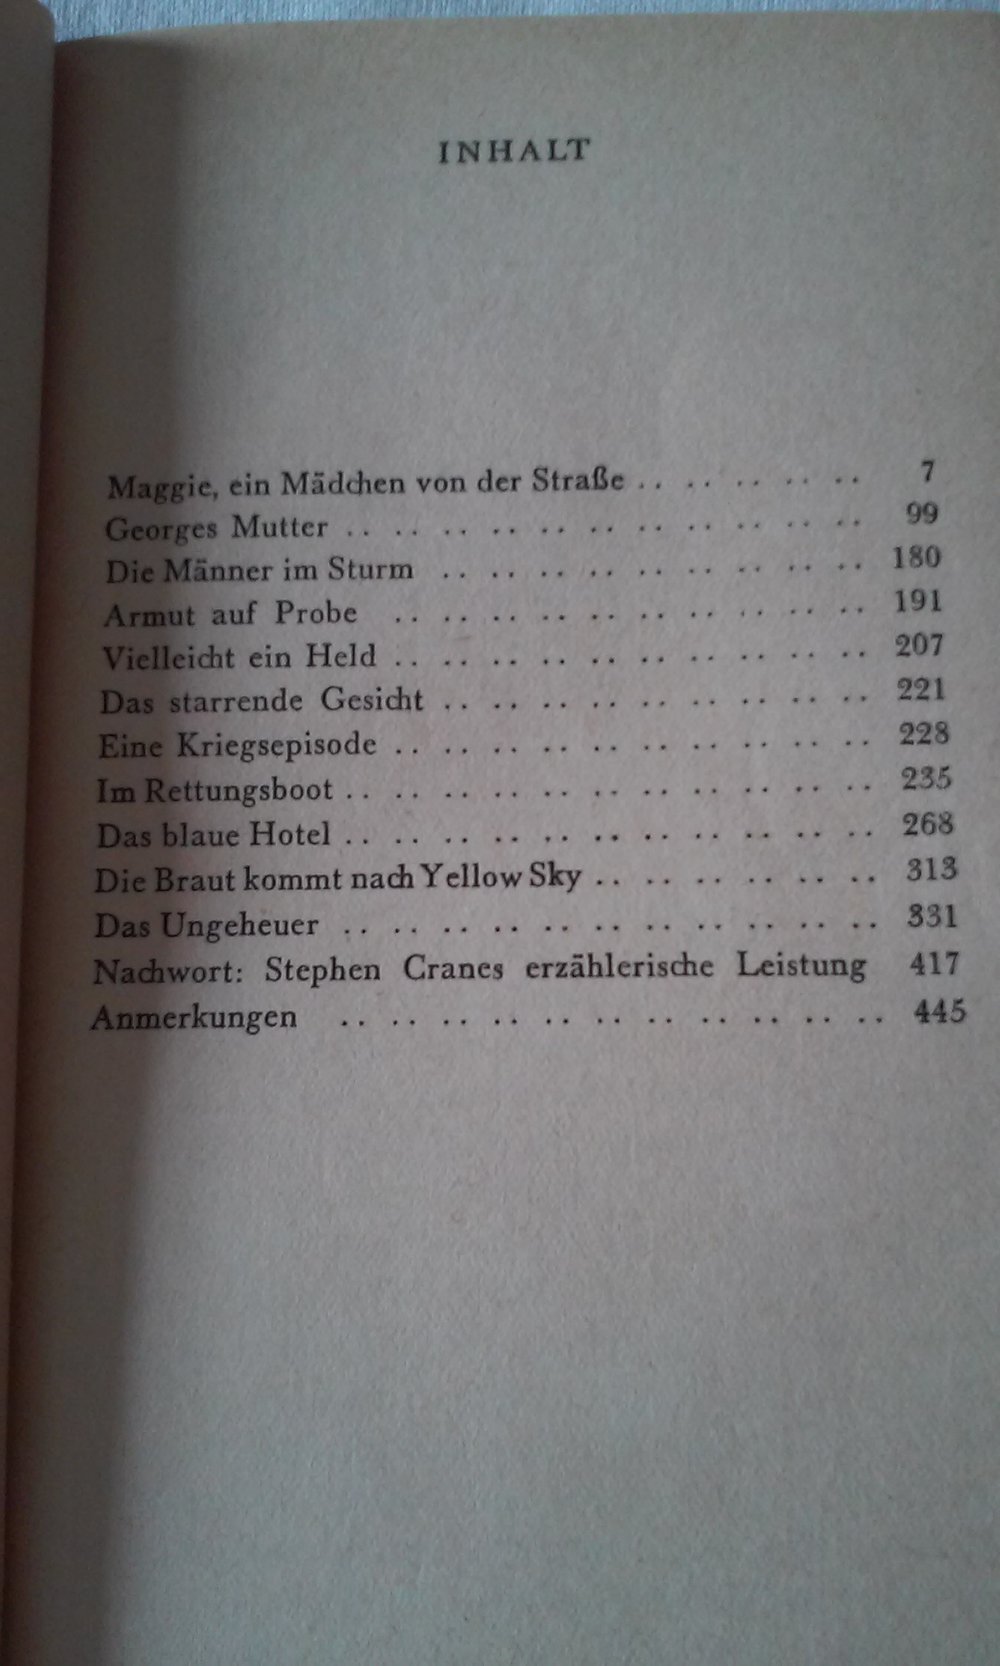 INHALT
Maggie, ein Mädchen von der Straße . . . . . . . . . . 7
Georges Mutter . . . . . . . . . . . . . . . . . . . . . . 99
Die Männer im Sturm . . . . . . . . . . . . . . . . . . 180
Armut auf Probe . . . . . . . . . . . . . . . . . . . . 191
Vielleicht ein Held . . . . . . . . . . . . . . . . . . . . 207
Das starrende Gesicht . . . . . . . . . . . . . . . . . . 221
Eine Kriegsepisode . . . . . . . . . . . . . . . . . . . . 228
Im Rettungsboot . . . . . . . . . . . . . . . . . . . . . . 235
Das blaue Hotel . . . . . . . . . . . . . . . . . . . . . . 268
Die Braut kommt nach Yellow Sky . . . . . . . . . . . . 313
Das Ungeheuer . . . . . . . . . . . . . . . . . . . . . . 331
Nachwort: Stephen Cranes erzählerische Leistung 417
Anmerkungen . . . . . . . . . . . . . . . . . . . . . . 445